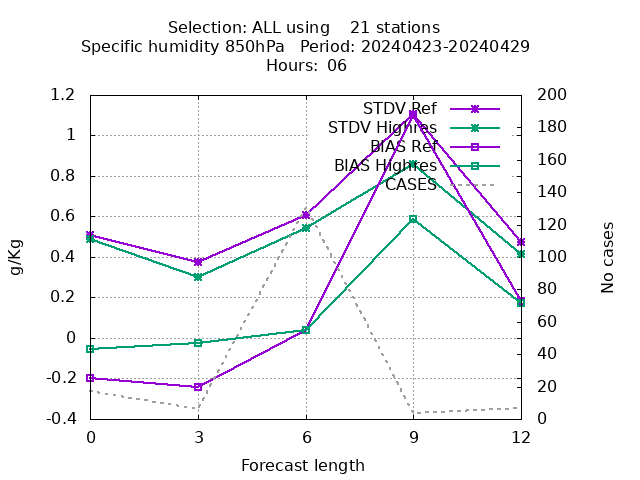 Selection: ALL using    21 stations
Specific humidity 850hPa   Period: 20240423-20240429
Hours: 06
STDV Ref
STDV Highres
BIAS Ref
BIAS Highres
CASES
1.2
1
0.8
0.6
0.4
0.2
0
-0.2
-0.4
200
180
160
140
120
100
80
60
40
20
0
g/Kg
No cases
0 3 6 9 12
Forecast length